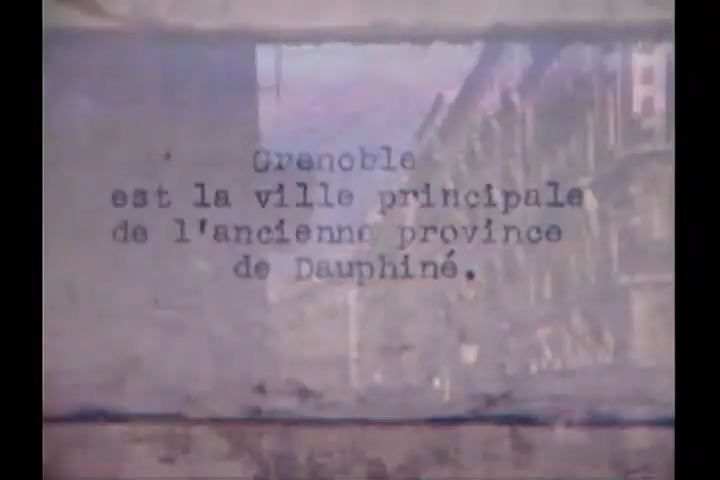 Grenoble
est la ville principale
de l'ancienne province
de Dauphiné.